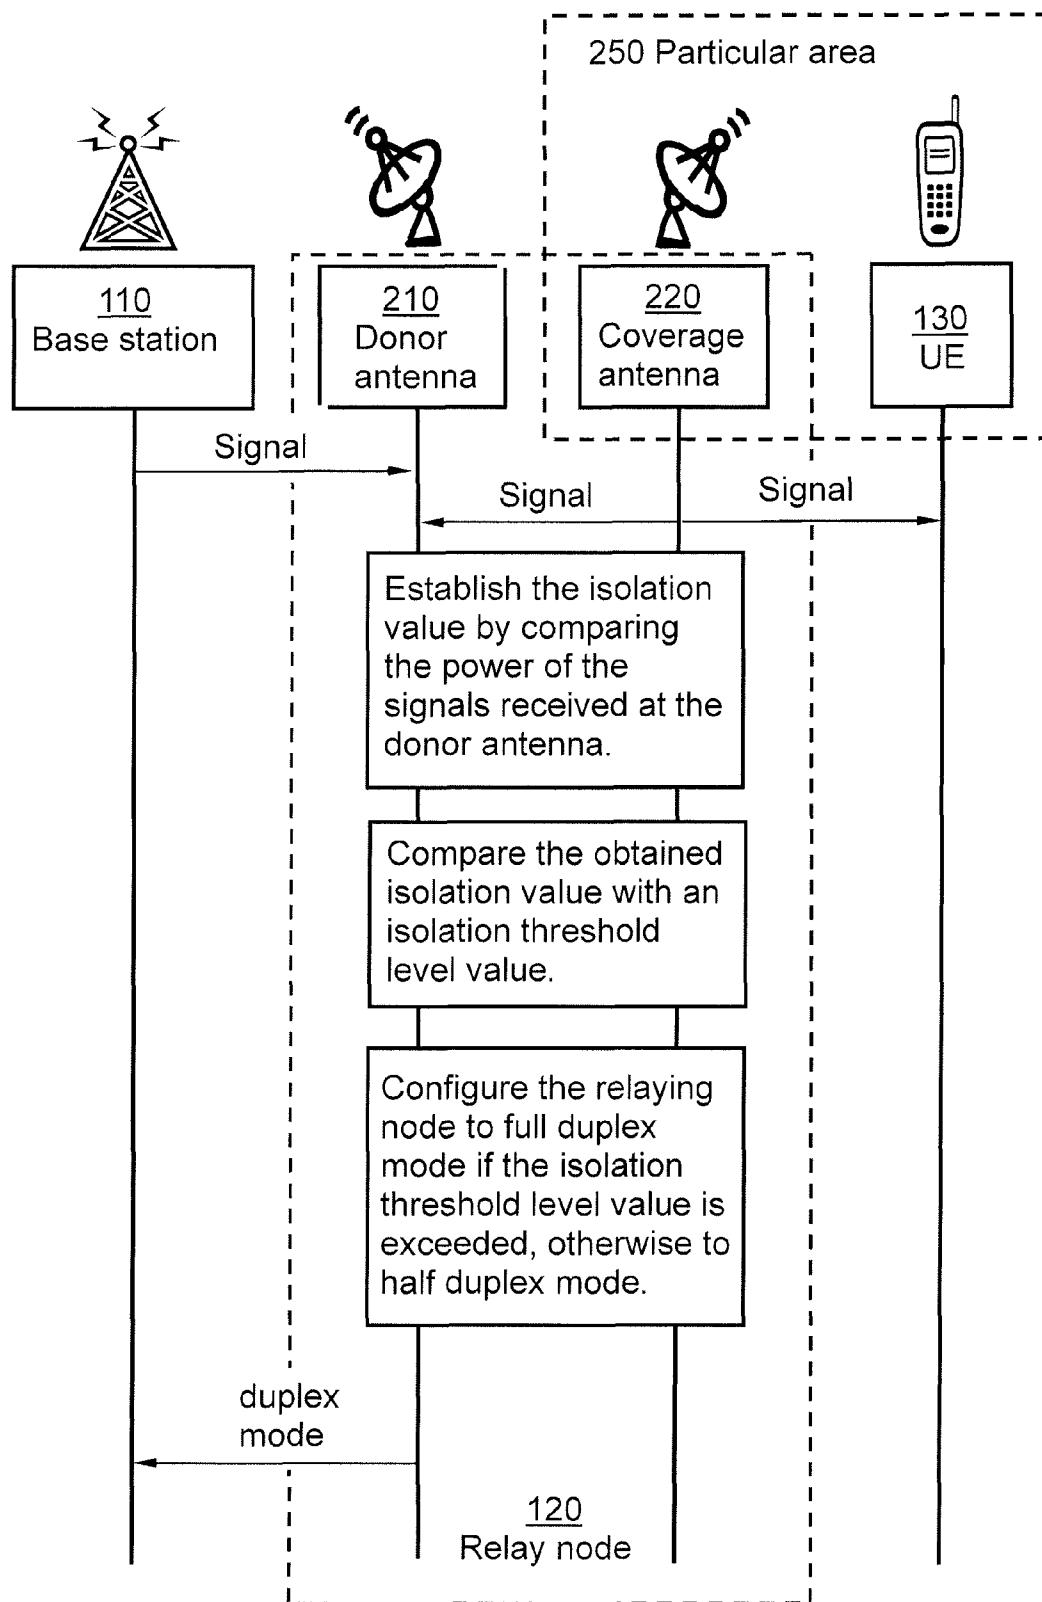 250 Particular area
110
Base station
210
Donor
antenna
220
Coverage
antenna
130
UE
Signal
Signal
Signal
Establish the isolation
value by comparing
the power of the
signals received at the
donor antenna.
Compare the obtained
isolation value with an
isolation threshold
level value.
Configure the relaying
node to full duplex
mode if the isolation
threshold level value is
exceeded, otherwise to
half duplex mode.
duplex
mode
120
Relay node